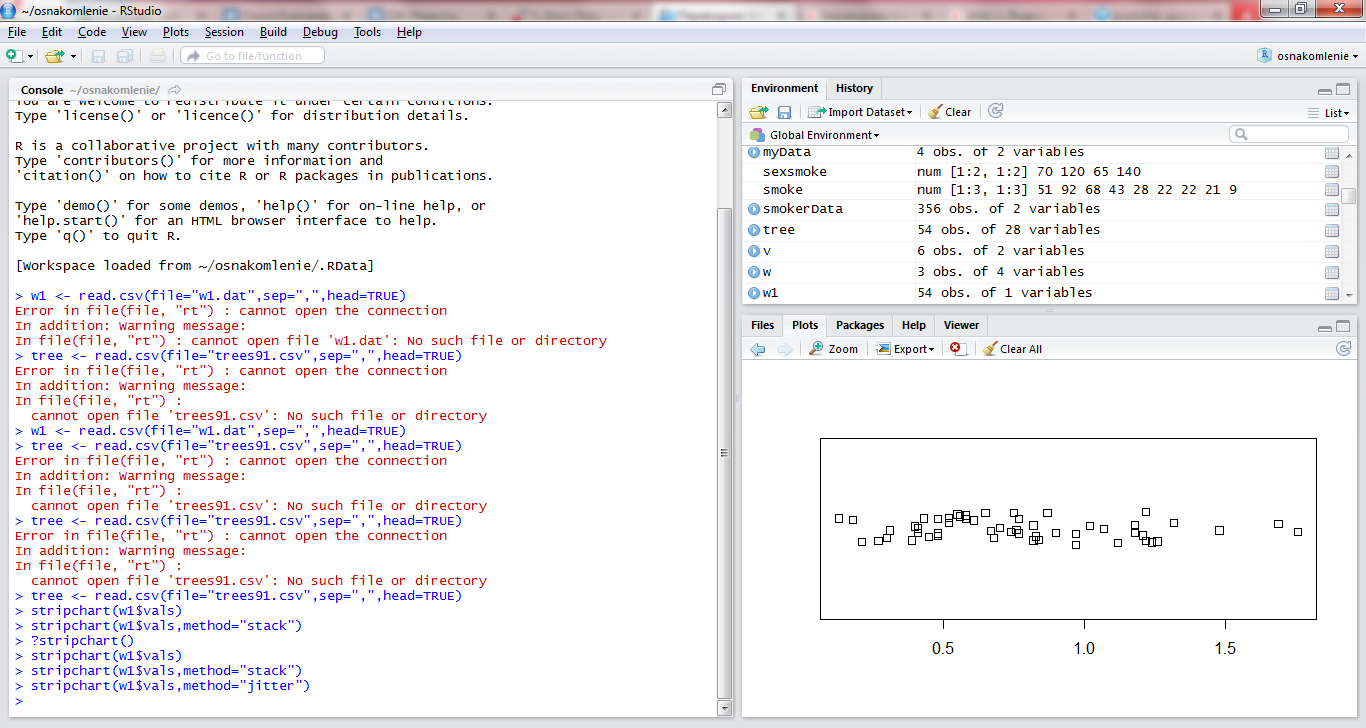 ~/osnakomlenie - RStudio
File Edit Code View Plots Session Build Debug Tools Help
Go to file/function
osnakomlenie
Console ~/osnakomlenie/
You are welcome to redistribute it under certain conditions.
Type 'license()' or 'licence()' for distribution details.
R is a collaborative project with many contributors.
Type 'contributors()' for more information and
'citation()' on how to cite R or R packages in publications.
Type 'demo()' for some demos, 'help()' for on-line help, or
'help.start()' for an HTML browser interface to help.
Type 'q()' to quit R.
[Workspace loaded from ~/osnakomlenie/.RData]
> w1 <- read.csv(file="w1.dat",sep=",",head=TRUE)
Error in file(file, "rt") : cannot open the connection
In addition: Warning message:
In file(file, "rt") : cannot open file 'w1.dat': No such file or directory
> tree <- read.csv(file="trees91.csv",sep=",",head=TRUE)
Error in file(file, "rt") : cannot open the connection
In addition: Warning message:
In file(file, "rt") :
cannot open file 'trees91.csv': No such file or directory
> w1 <- read.csv(file="w1.dat",sep=",",head=TRUE)
> tree <- read.csv(file="trees91.csv",sep=",",head=TRUE)
Error in file(file, "rt") : cannot open the connection
In addition: Warning message:
In file(file, "rt") :
cannot open file 'trees91.csv': No such file or directory
> tree <- read.csv(file="trees91.csv",sep=",",head=TRUE)
Error in file(file, "rt") : cannot open the connection
In addition: Warning message:
In file(file, "rt") :
cannot open file 'trees91.csv': No such file or directory
> tree <- read.csv(file="trees91.csv",sep=",",head=TRUE)
> stripchart(w1$vals)
> stripchart(w1$vals,method="stack")
> ?stripchart()
> stripchart(w1$vals)
> stripchart(w1$vals,method="stack")
> stripchart(w1$vals,method="jitter")
>
Environment History
Import Dataset Clear List
Global Environment
myData 4 obs. of 2 variables
sexsmoke num [1:2, 1:2] 70 120 65 140
smoke num [1:3, 1:3] 51 92 68 43 28 22 22 21 9
smokerData 356 obs. of 2 variables
tree 54 obs. of 28 variables
v 6 obs. of 2 variables
w 3 obs. of 4 variables
w1 54 obs. of 1 variables
Files Plots Packages Help Viewer
Zoom Export Clear All
0.5 1.0 1.5